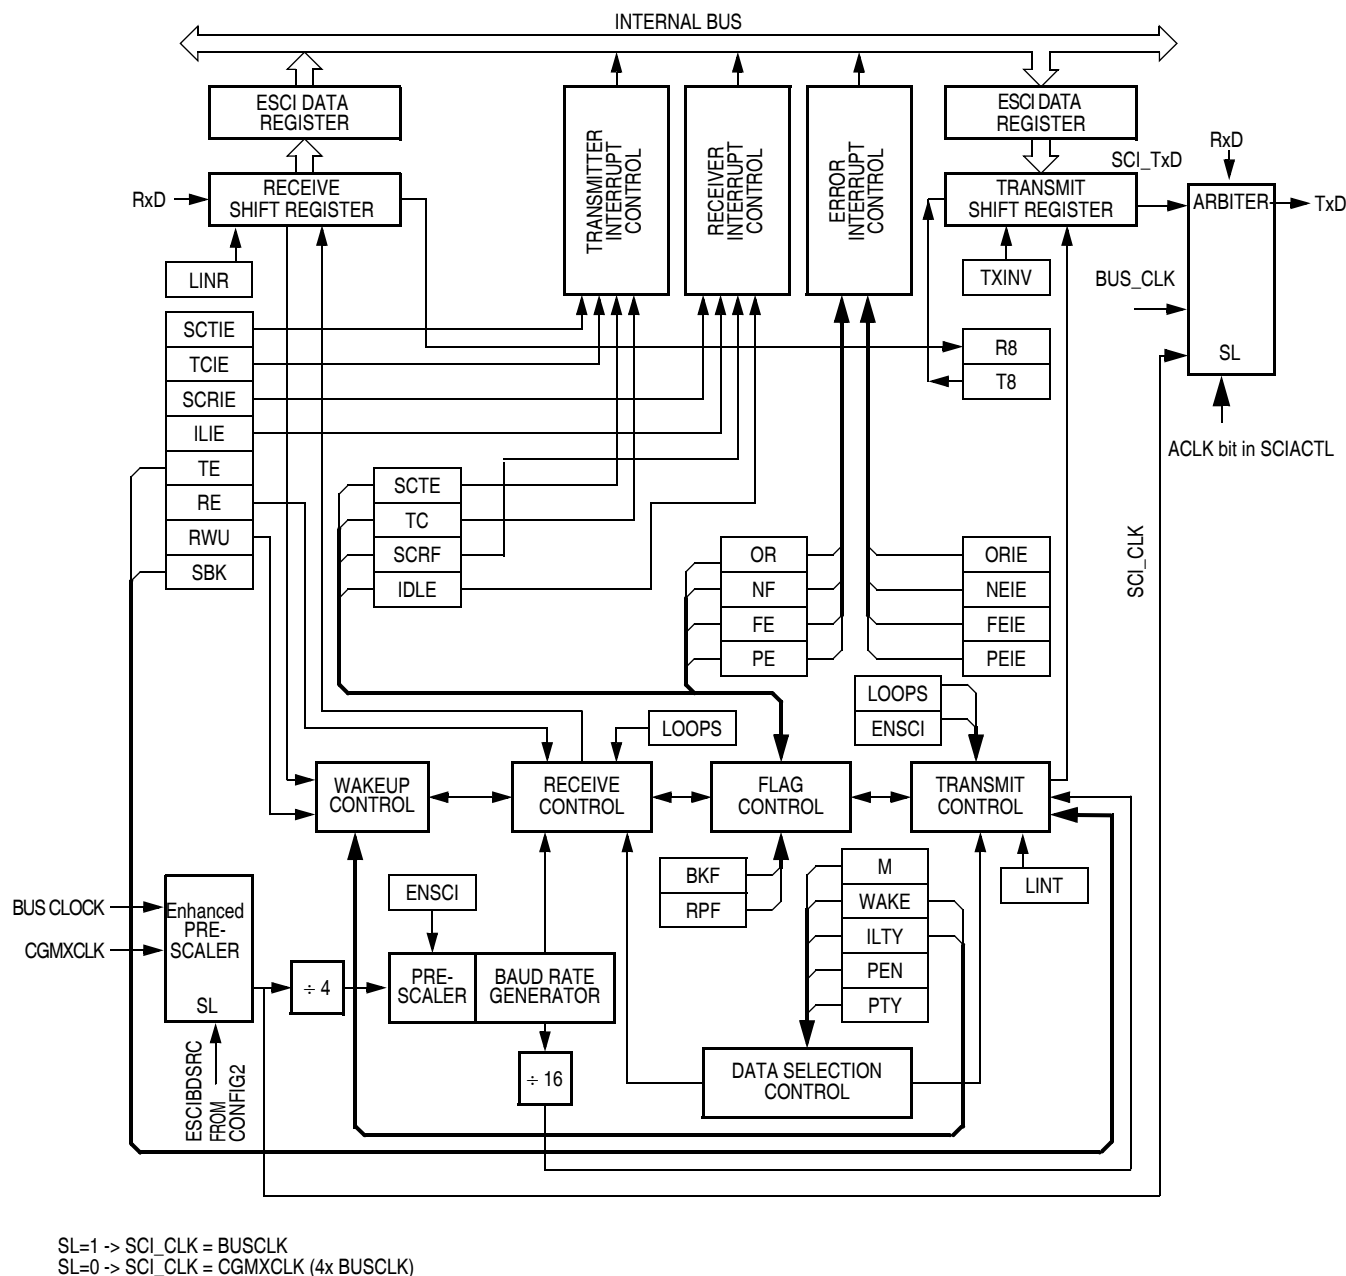 INTERNAL BUS
ESCI DATA
REGISTER
TRANSMITTER
INTERRUPT
CONTROL
RECEIVER
INTERRUPT
CONTROL
ERROR
INTERRUPT
CONTROL
ESCI DATA
REGISTER
RxD
SCI_TxD
RxD
RECEIVE
SHIFT REGISTER
TRANSMIT
SHIFT REGISTER
ARBITER
TxD
LINR
TXINV
BUS_CLK
SCTIE
TCIE
SCRIE
ILIE
TE
RE
RWU
SBK
R8
T8
SL
ACLK bit in SCIACTL
SCTE
TC
SCRF
IDLE
OR
NF
FE
PE
ORIE
NEIE
FEIE
PEIE
SCI_CLK
LOOPS
ENSCI
LOOPS
WAKEUP
CONTROL
RECEIVE
CONTROL
FLAG
CONTROL
TRANSMIT
CONTROL
BKF
RPF
M
WAKE
ILTY
PEN
PTY
LINT
ENSCI
BUS CLOCK
CGMXCLK
Enhanced
PRE-
SCALER
SL
÷ 4
PRE-
SCALER
BAUD RATE
GENERATOR
÷ 16
DATA SELECTION
CONTROL
ESCIBDSRC
FROM
CONFIG2
SL=1 -> SCI_CLK = BUSCLK
SL=0 -> SCI_CLK = CGMXCLK (4x BUSCLK)